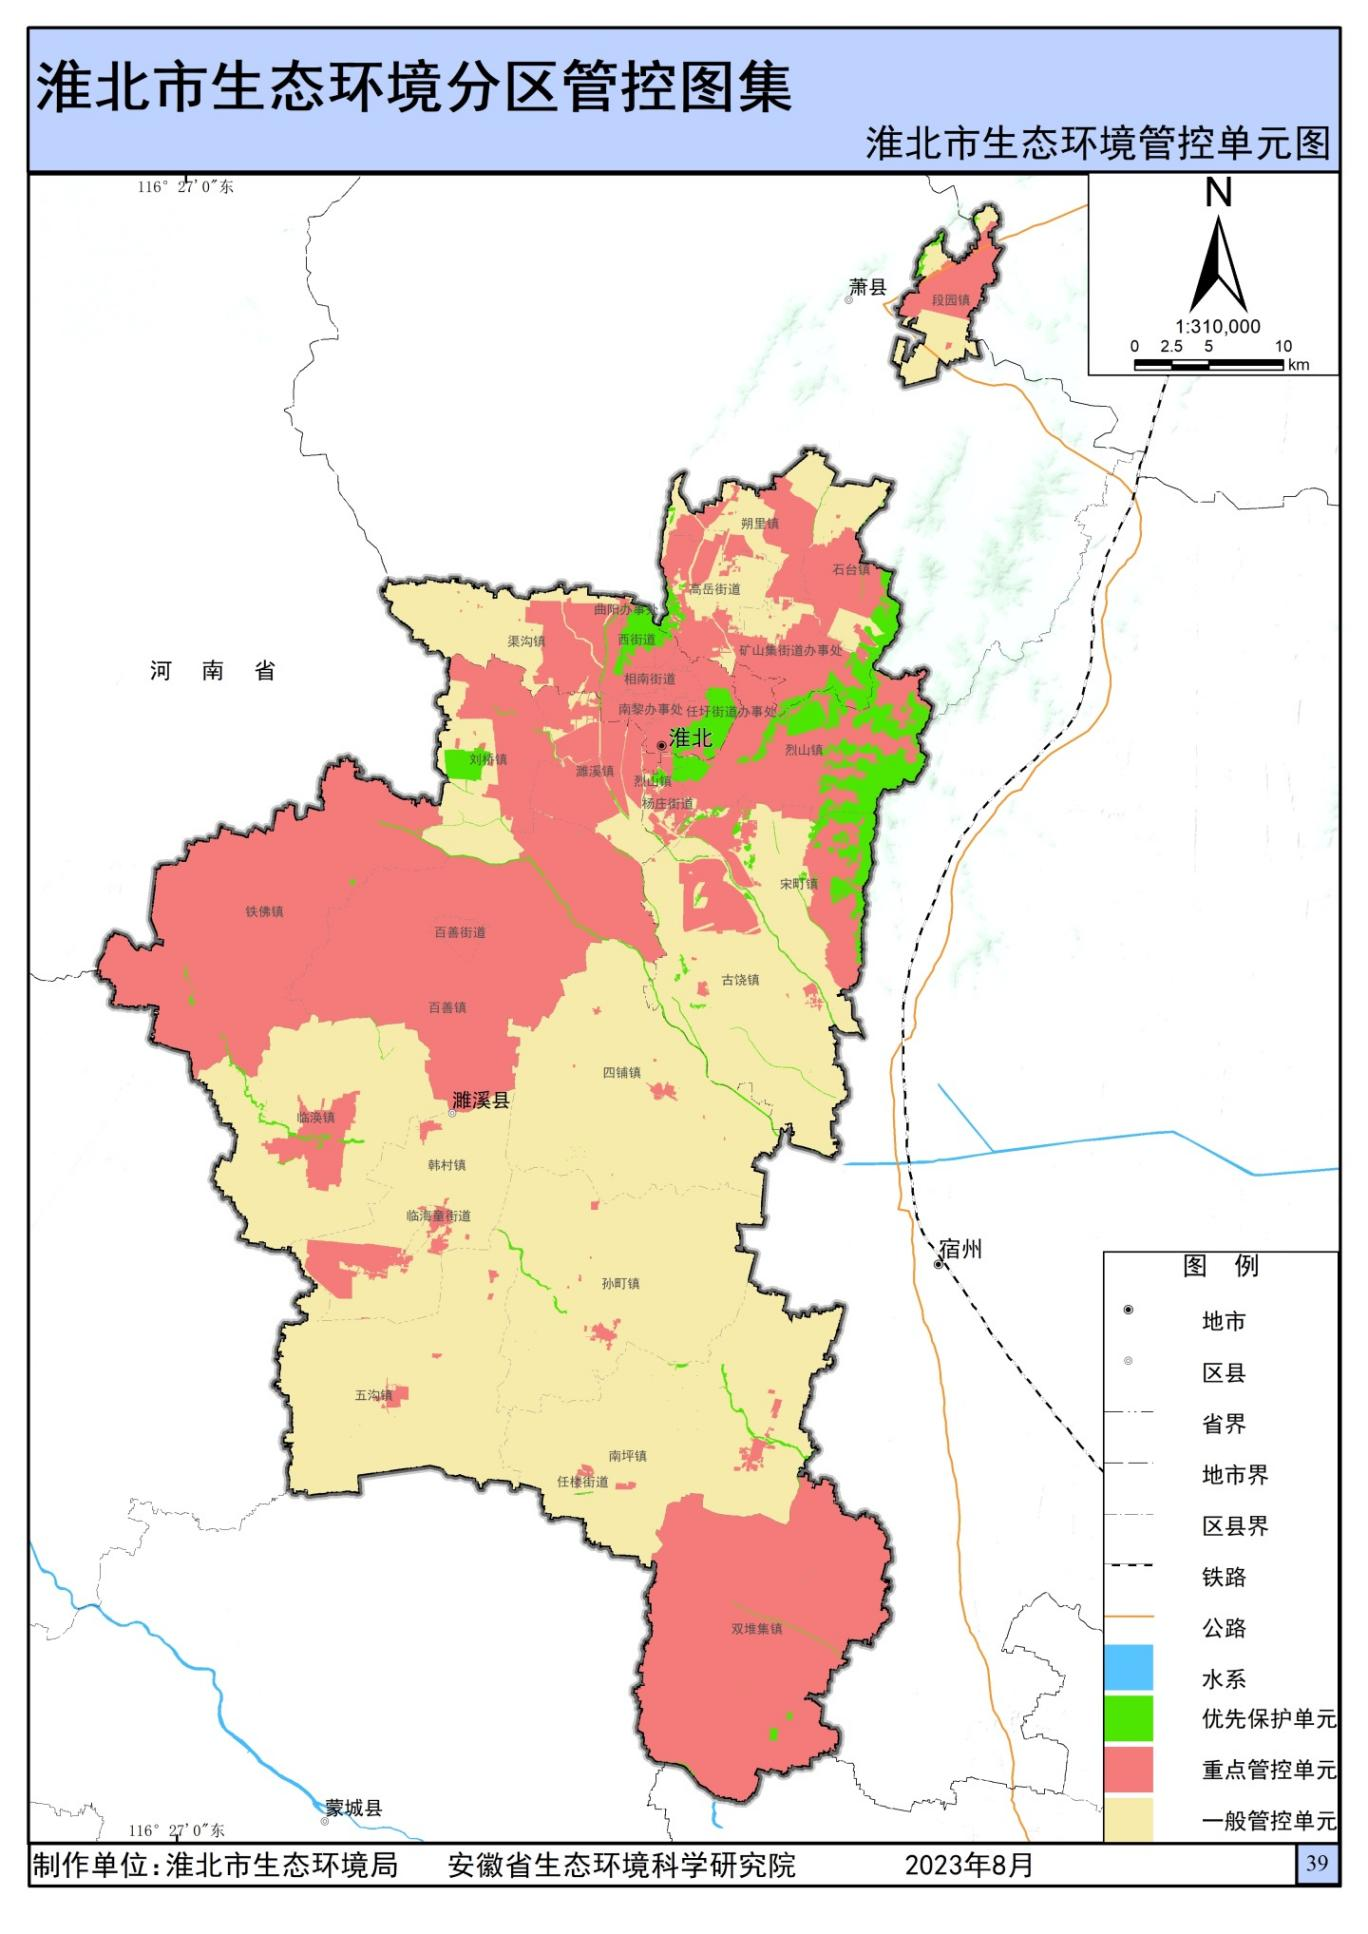 淮北市生态环境分区管控图集
淮北市生态环境管控单元图
116° 27'0"东
N
1:310,000
0 2.5 5 10
km
萧县
段园镇
朔里镇
石台镇
高岳街道
曲阳办事处
渠沟镇
西街道
矿山集街道办事处
河 南 省
相南街道
南黎办事处
任圩街道办事处
淮北
烈山镇
刘桥镇
濉溪镇
烈山镇
杨庄街道
宋町镇
铁佛镇
百善街道
古饶镇
百善镇
四铺镇
濉溪县
临涣镇
韩村镇
临海童街道
宿州
孙町镇
五沟镇
南坪镇
任楼街道
双堆集镇
蒙城县
图 例
地市
区县
省界
地市界
区县界
铁路
公路
水系
优先保护单元
重点管控单元
一般管控单元
116° 27'0"东
制作单位:淮北市生态环境局 安徽省生态环境科学研究院 2023年8月 39